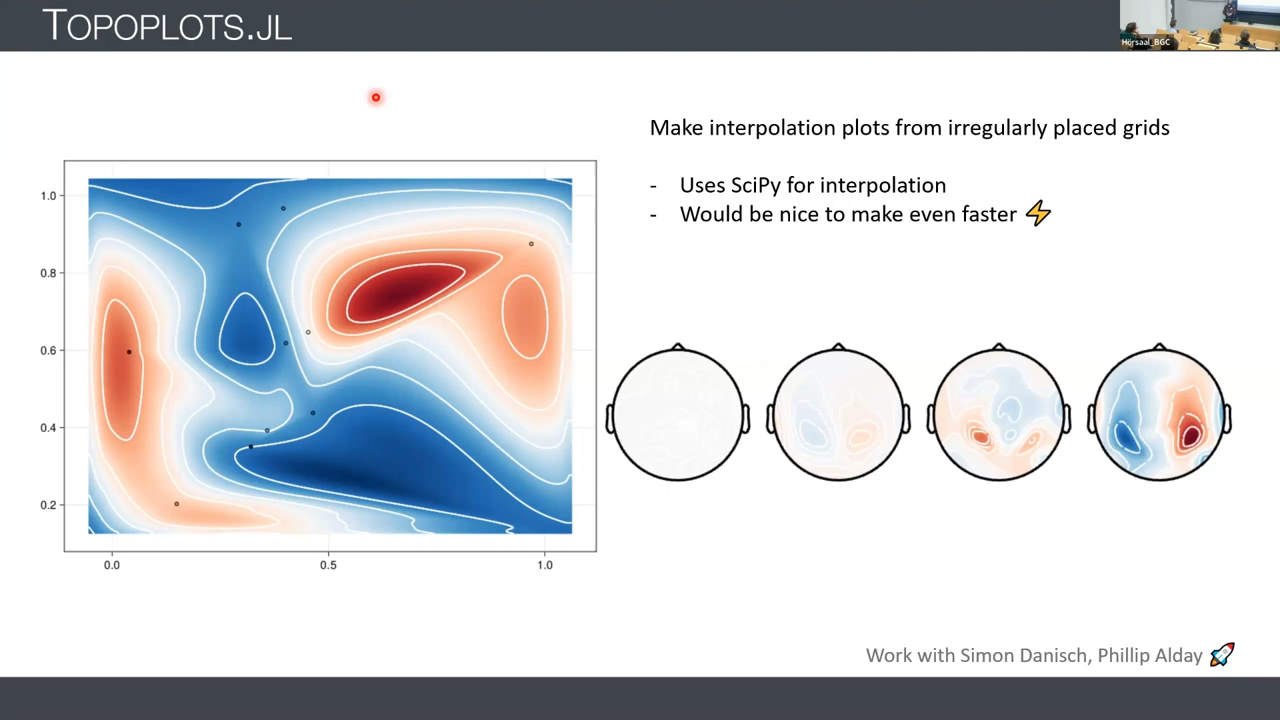 TOPOPLOTS.JL
Hörsaal_BGC
Make interpolation plots from irregularly placed grids
- Uses SciPy for interpolation
- Would be nice to make even faster ⚡
1.0
0.8
0.6
0.4
0.2
0.0 0.5 1.0
Work with Simon Danisch, Phillip Alday 🚀